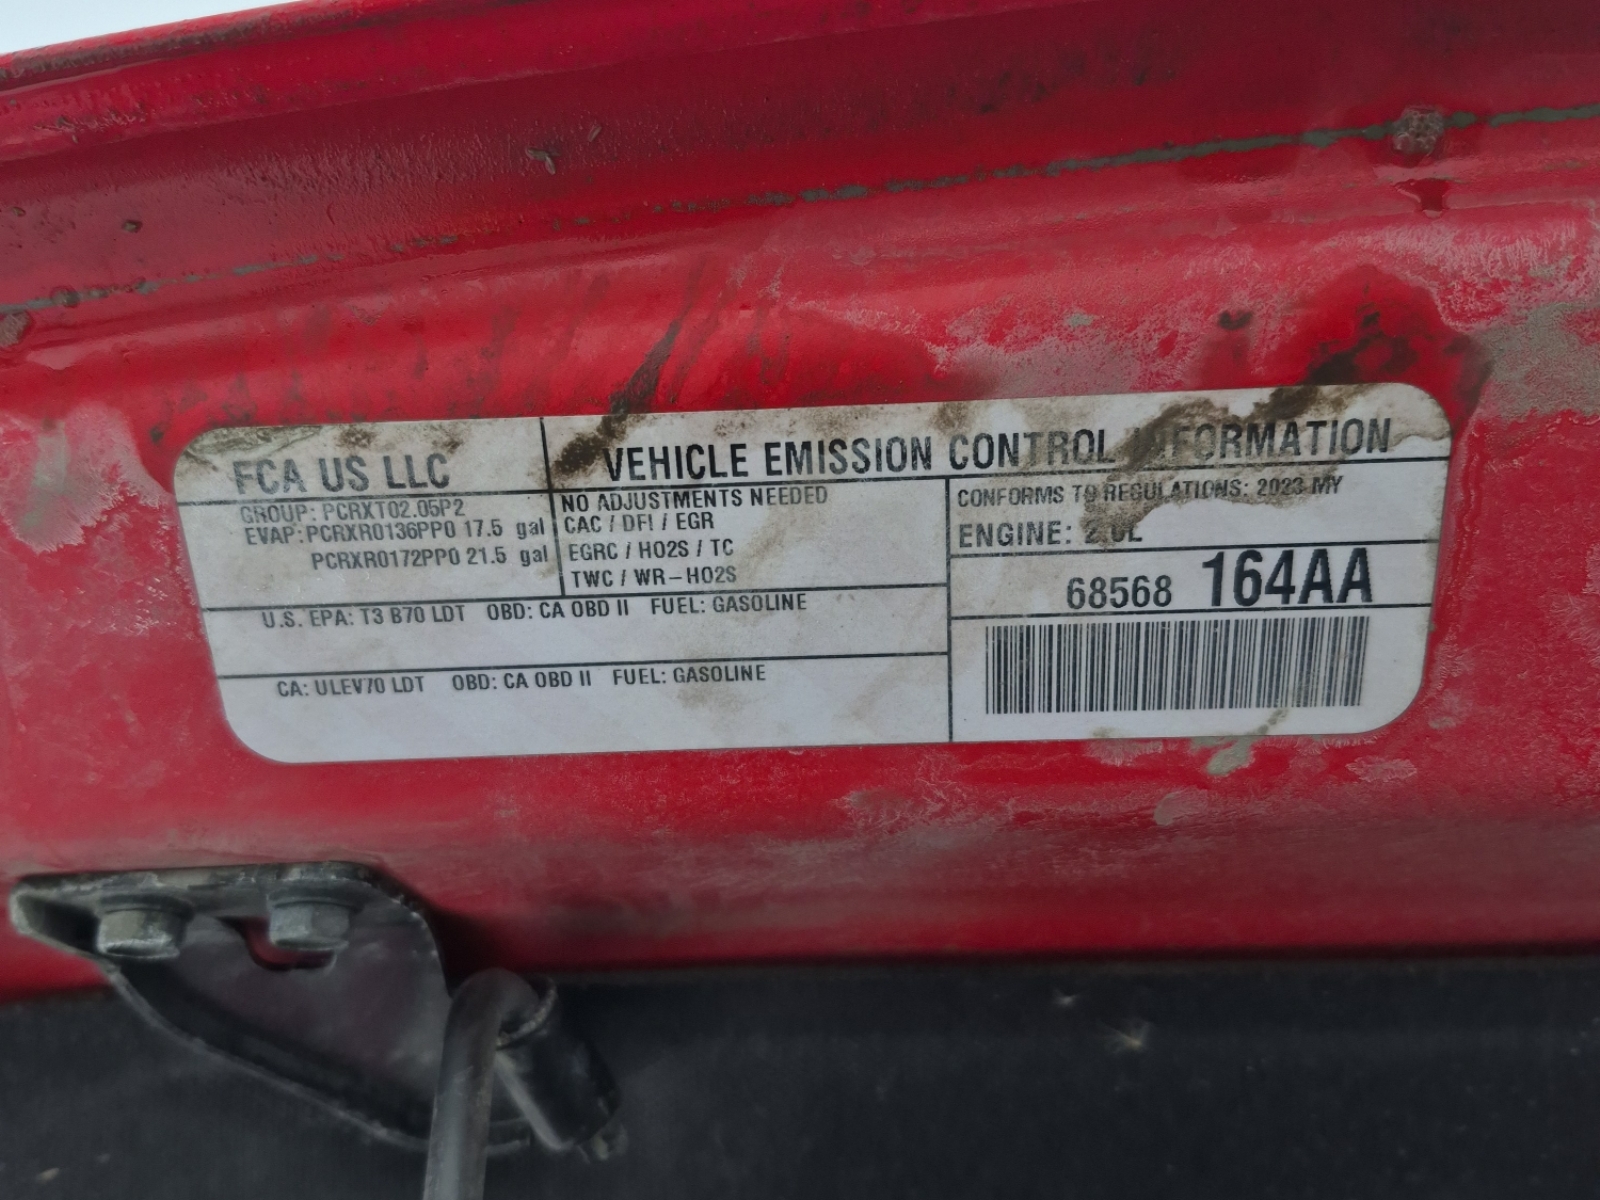 FCA US LLC
VEHICLE EMISSION CONTROL INFORMATION
GROUP: PCRXT02.05P2
EVAP: PCRXR0136PP0 17.5 gal
PCRXR0172PP0 21.5 gal
NO ADJUSTMENTS NEEDED
CAC / DFI / EGR
EGRC / HO2S / TC
TWC / WR-HO2S
CONFORMS TO REGULATIONS: 2023 MY
ENGINE: 2.0L
68568 164AA
U.S. EPA: T3 B70 LDT OBD: CA OBD II FUEL: GASOLINE
CA: ULEV70 LDT OBD: CA OBD II FUEL: GASOLINE